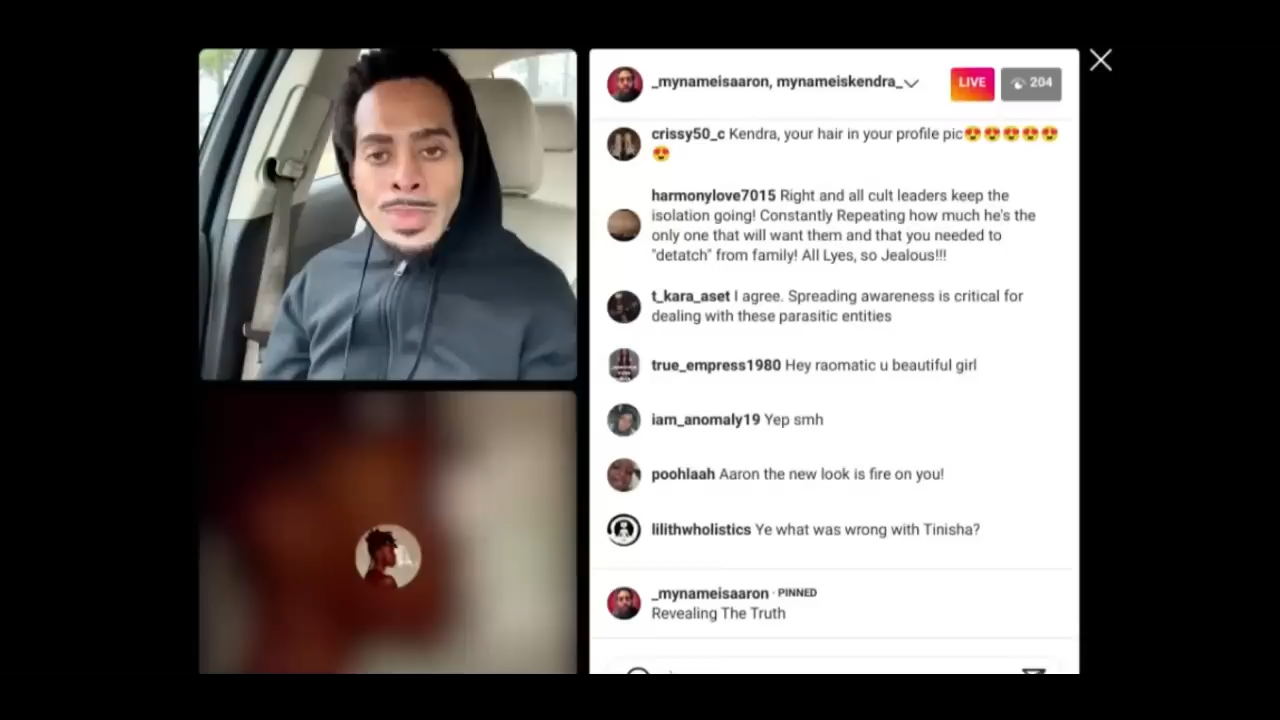 _mynameisaaron, mynameiskendra_
LIVE
204
crissy50_c Kendra, your hair in your profile pic😍😍😍😍😍
😍
harmonylove7015 Right and all cult leaders keep the
isolation going! Constantly Repeating how much he's the
only one that will want them and that you needed to
"detatch" from family! All Lyes, so Jealous!!!
t_kara_aset I agree. Spreading awareness is critical for
dealing with these parasitic entities
true_empress1980 Hey raomatic u beautiful girl
iam_anomaly19 Yep smh
poohlaah Aaron the new look is fire on you!
lilithwholistics Ye what was wrong with Tinisha?
_mynameisaaron · PINNED
Revealing The Truth